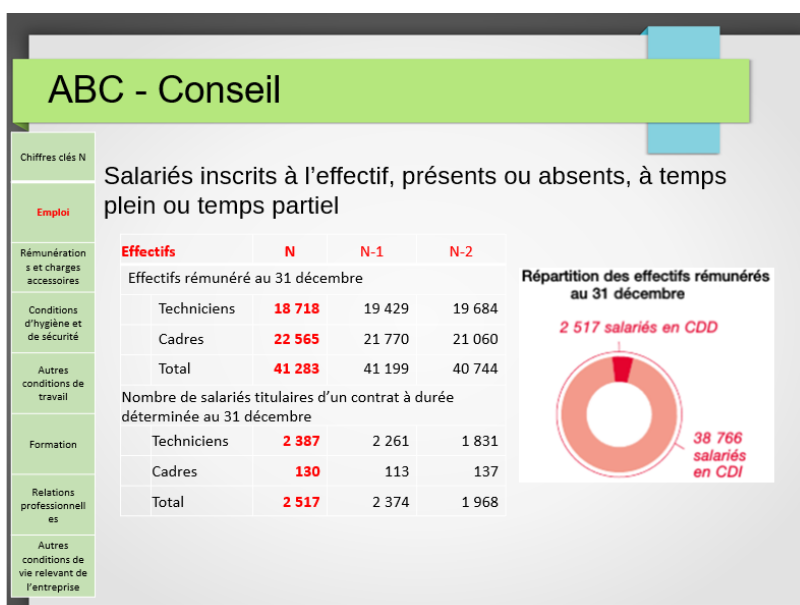 ABC - Conseil
Chiffres clés N
Emploi
Rémunération
s et charges
accessoires
Conditions
d'hygiène et
de sécurité
Autres
conditions de
travail
Formation
Relations
professionnell
es
Autres
conditions de
vie relevant de
l'entreprise
Salariés inscrits à l'effectif, présents ou absents, à temps
plein ou temps partiel
Effectifs N N-1 N-2
Effectifs rémunéré au 31 décembre
Techniciens 18 718 19 429 19 684
Cadres 22 565 21 770 21 060
Total 41 283 41 199 40 744
Nombre de salariés titulaires d'un contrat à durée
déterminée au 31 décembre
Techniciens 2 387 2 261 1 831
Cadres 130 113 137
Total 2 517 2 374 1 968
Répartition des effectifs rémunérés
au 31 décembre
2 517 salariés en CDD
38 766
salariés
en CDI